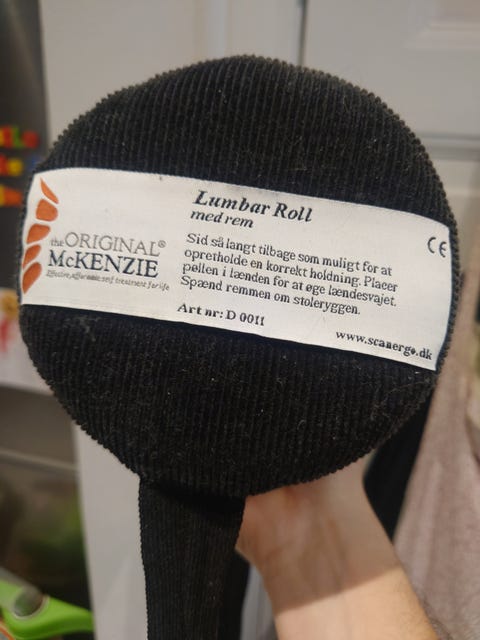 Lumbar Roll
med rem
CE
the ORIGINAL®
McKENZIE
Effective, affordable self treatment for life
Sid så langt tilbage som muligt for at
opretholde en korrekt holdning. Placer
pøllen i lænden for at øge lændesvajet.
Spænd remmen om stoleryggen.
Art nr: D 0011
www.scanergo.dk